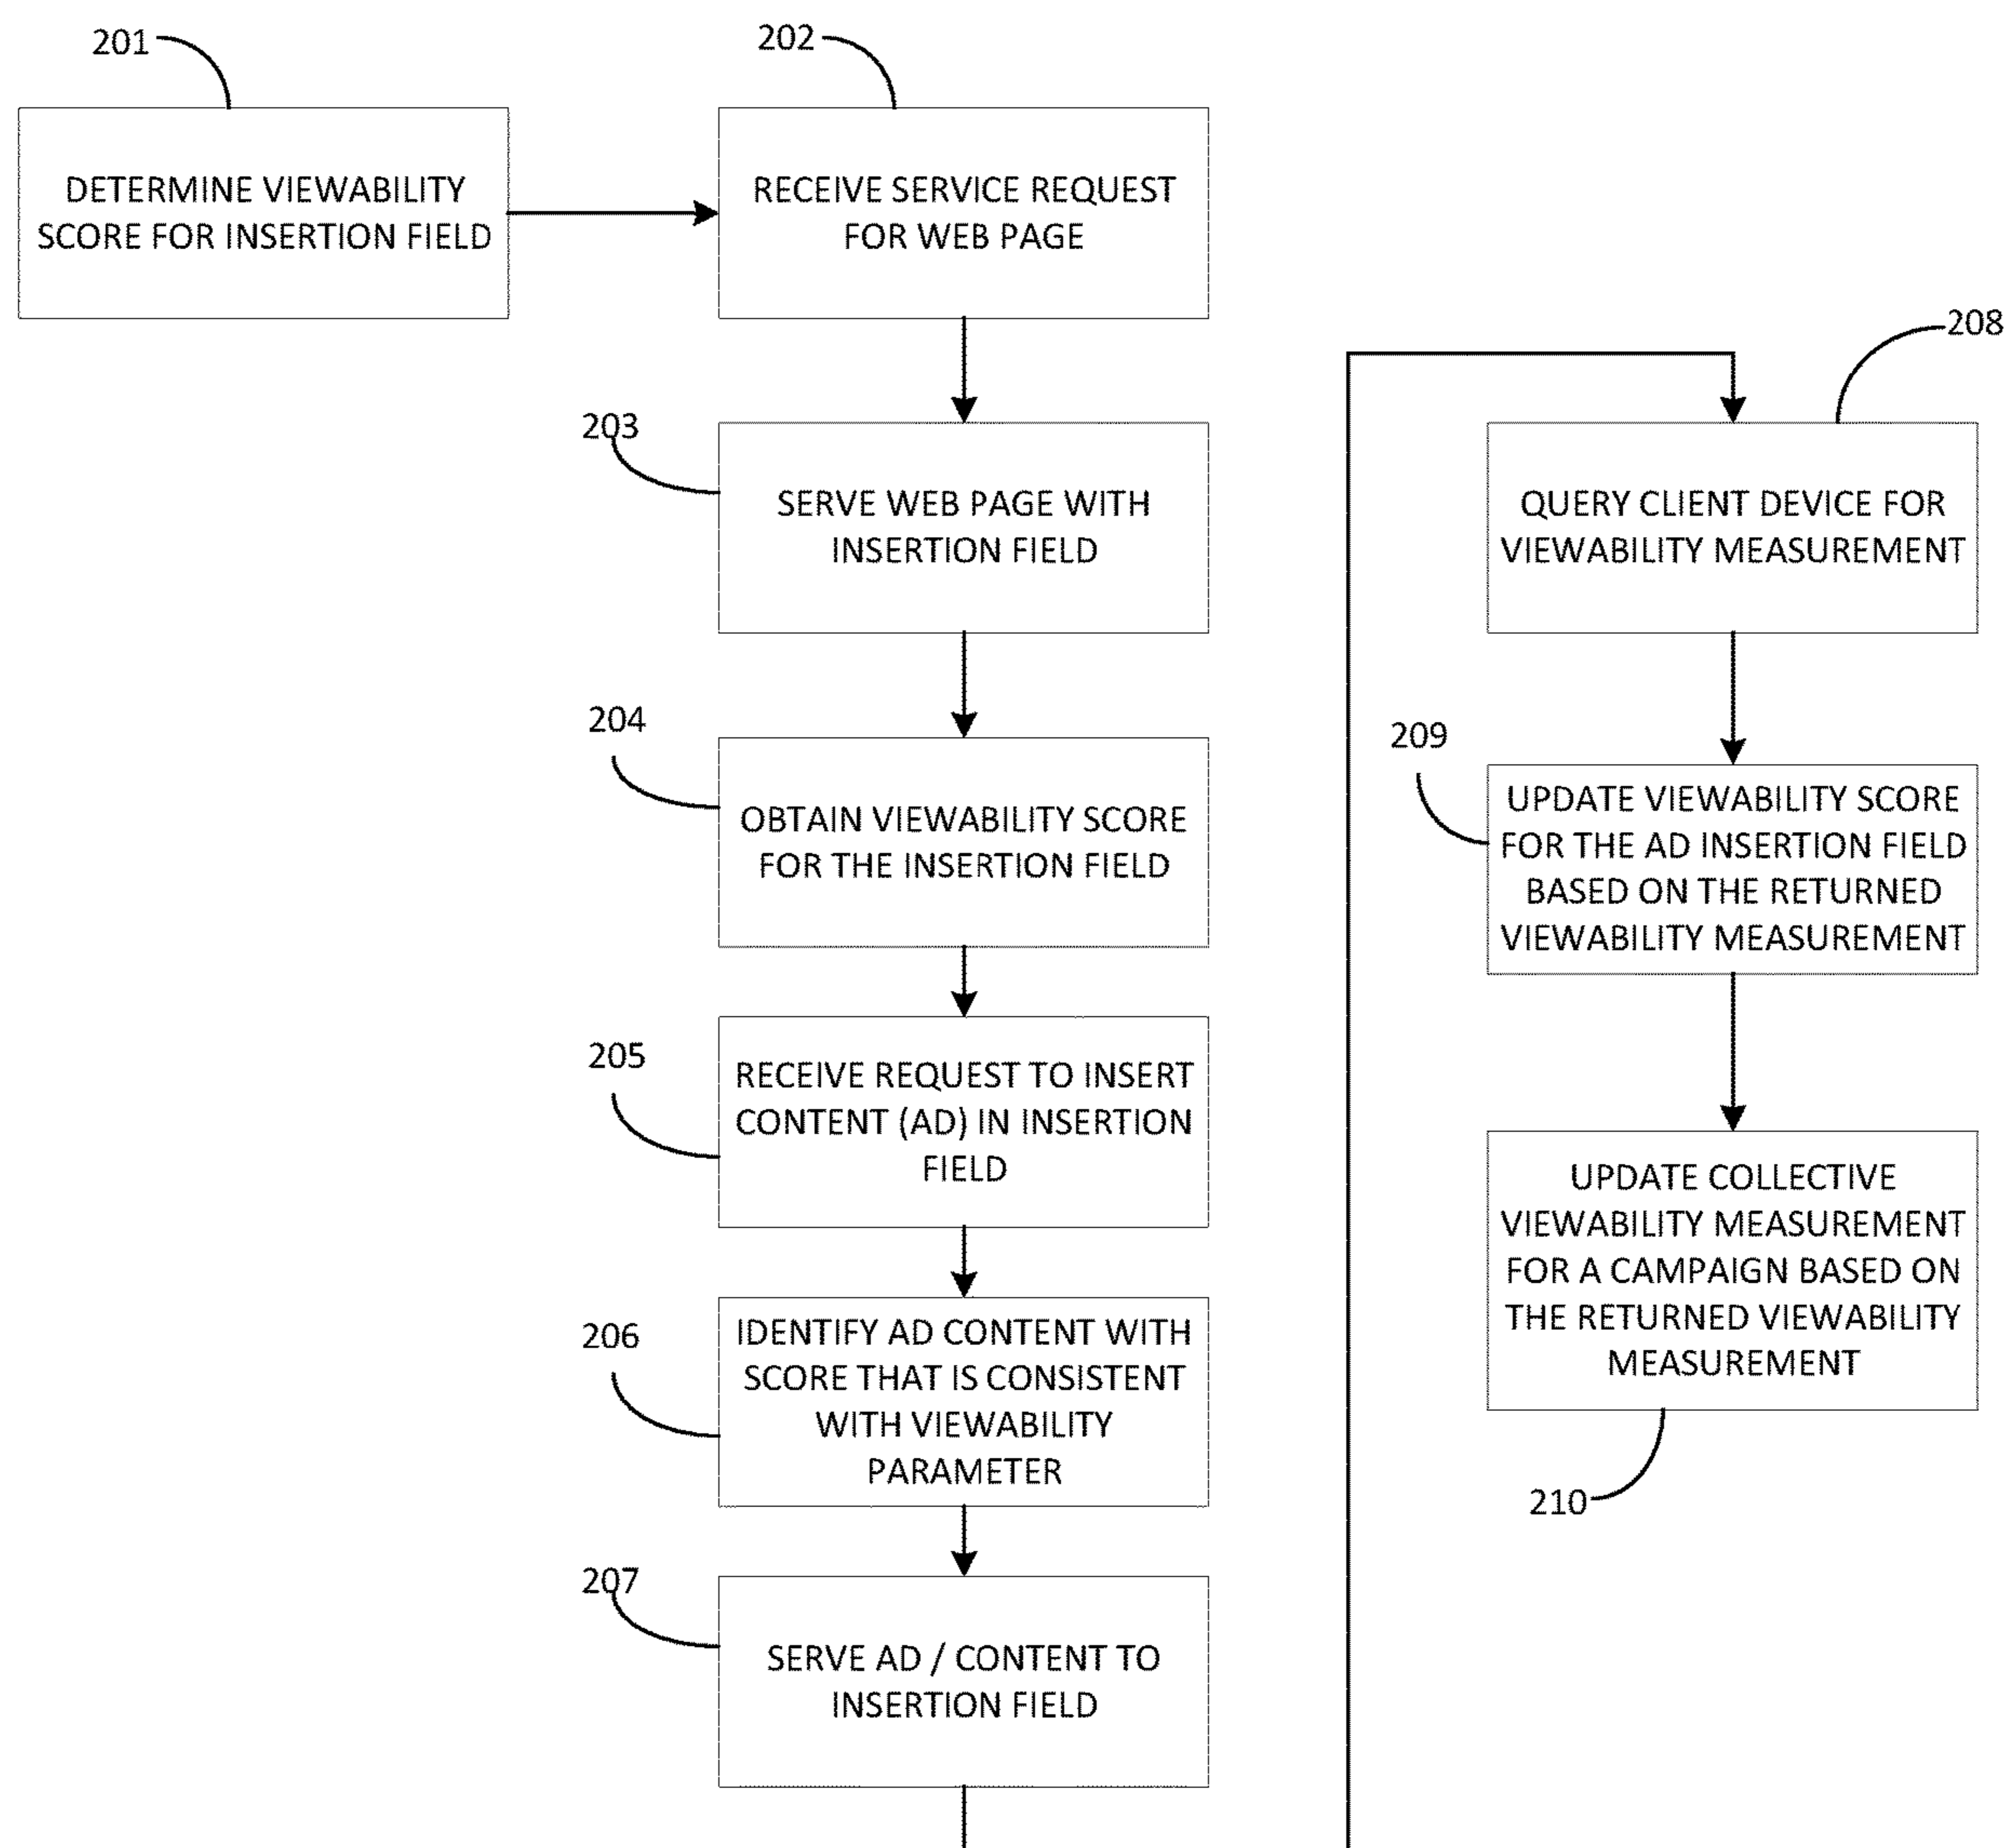 201
DETERMINE VIEWABILITY
SCORE FOR INSERTION FIELD
202
RECEIVE SERVICE REQUEST
FOR WEB PAGE
203
SERVE WEB PAGE WITH
INSERTION FIELD
204
OBTAIN VIEWABILITY SCORE
FOR THE INSERTION FIELD
205
RECEIVE REQUEST TO INSERT
CONTENT (AD) IN INSERTION
FIELD
206
IDENTIFY AD CONTENT WITH
SCORE THAT IS CONSISTENT
WITH VIEWABILITY
PARAMETER
207
SERVE AD / CONTENT TO
INSERTION FIELD
208
QUERY CLIENT DEVICE FOR
VIEWABILITY MEASUREMENT
209
UPDATE VIEWABILITY SCORE
FOR THE AD INSERTION FIELD
BASED ON THE RETURNED
VIEWABILITY MEASUREMENT
UPDATE COLLECTIVE
VIEWABILITY MEASUREMENT
FOR A CAMPAIGN BASED ON
THE RETURNED VIEWABILITY
MEASUREMENT
210